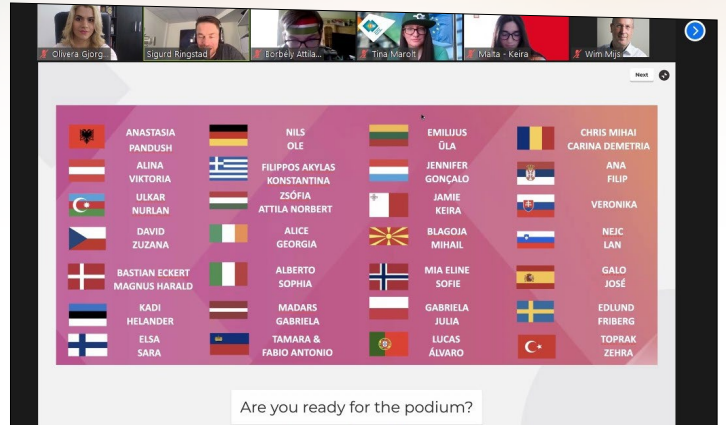 Olivera Gjorg...
Sigurd Ringstad
Borbély Attila...
Tina Marolt
Malta - Keira
Wim Mijs
Next
ANASTASIA
PANDUSH
NILS
OLE
EMILIJUS
ŪLA
CHRIS MIHAI
CARINA DEMETRIA
ALINA
VIKTORIA
FILIPPOS AKYLAS
KONSTANTINA
JENNIFER
GONÇALO
ANA
FILIP
ULKAR
NURLAN
ZSÓFIA
ATTILA NORBERT
JAMIE
KEIRA
VERONIKA
DAVID
ZUZANA
ALICE
GEORGIA
BLAGOJA
MIHAIL
NEJC
LAN
BASTIAN ECKERT
MAGNUS HARALD
ALBERTO
SOPHIA
MIA ELINE
SOFIE
GALO
JOSÉ
KADI
HELANDER
MADARS
GABRIELA
GABRIELA
JULIA
EDLUND
FRIBERG
ELSA
SARA
TAMARA &
FABIO ANTONIO
LUCAS
ÁLVARO
TOPRAK
ZEHRA
Are you ready for the podium?